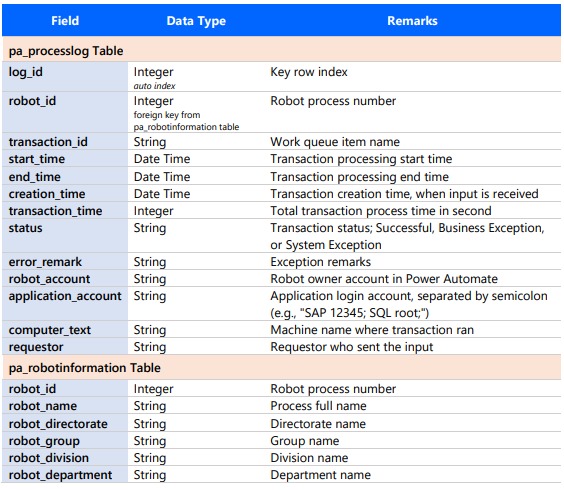 Field Data Type Remarks
pa_processlog Table
log_id Integer Key row index
auto index
robot_id Integer Robot process number
foreign key from
pa_robotinformation table
transaction_id String Work queue item name
start_time Date Time Transaction processing start time
end_time Date Time Transaction processing end time
creation_time Date Time Transaction creation time, when input is received
transaction_time Integer Total transaction process time in second
status String Transaction status; Successful, Business Exception,
or System Exception
error_remark String Exception remarks
robot_account String Robot owner account in Power Automate
application_account String Application login account, separated by semicolon
(e.g., "SAP 12345; SQL root;")
computer_text String Machine name where transaction ran
requestor String Requestor who sent the input
pa_robotinformation Table
robot_id Integer Robot process number
robot_name String Process full name
robot_directorate String Directorate name
robot_group String Group name
robot_division String Division name
robot_department String Department name